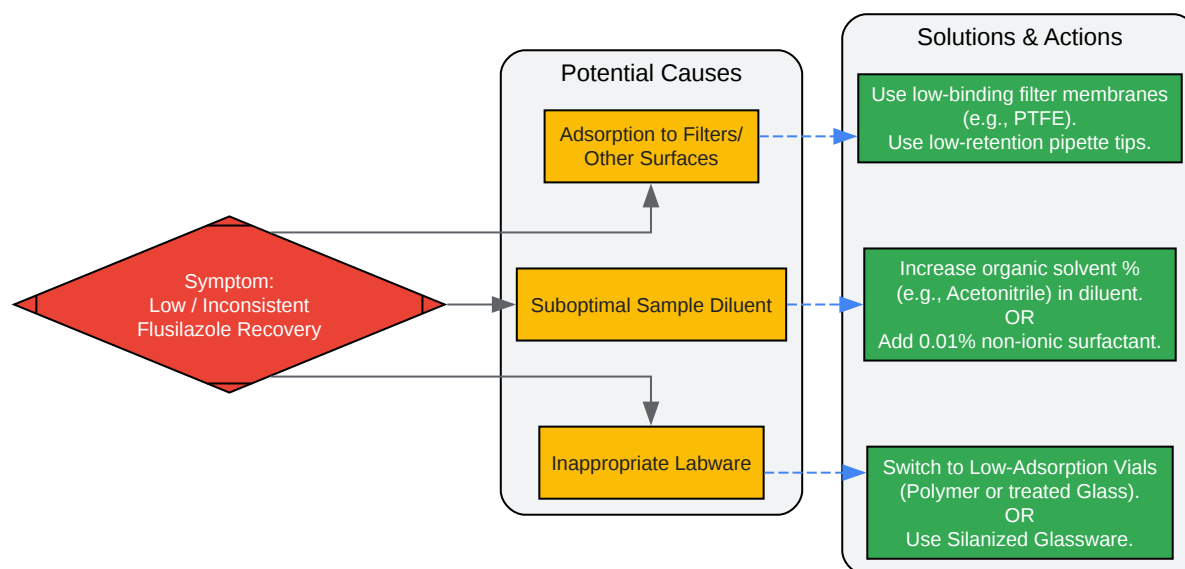 Symptom:
Low / Inconsistent
Flusilazole Recovery
Potential Causes
Adsorption to Filters/
Other Surfaces
Suboptimal Sample Diluent
Inappropriate Labware
Solutions & Actions
Use low-binding filter membranes
(e.g., PTFE).
Use low-retention pipette tips.
Increase organic solvent %
(e.g., Acetonitrile) in diluent.
OR
Add 0.01% non-ionic surfactant.
Switch to Low-Adsorption Vials
(Polymer or treated Glass).
OR
Use Silanized Glassware.